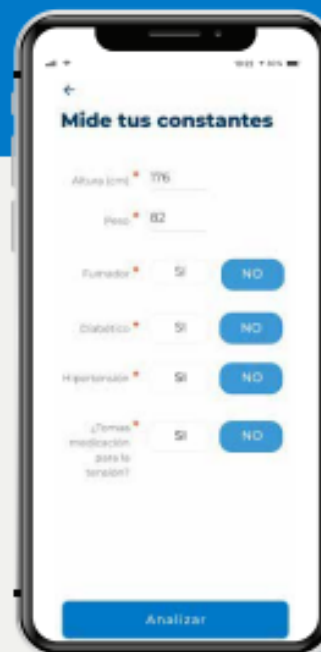 Mide tus constantes
Altura (cm) * 176
Peso * 82
Fumador * SI NO
Diabético * SI NO
Hipertensión * SI NO
¿Tomas *
medicación SI NO
para la
tensión?
Analizar